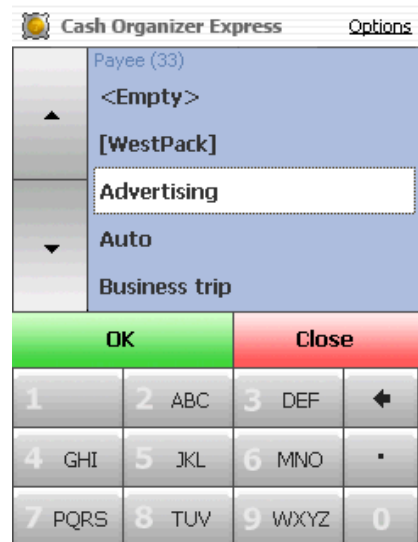 Cash Organizer Express Options
Payee (33)
<Empty>
[WestPack]
Advertising
Auto
Business trip
OK Close
1 2 ABC 3 DEF
4 GHI 5 JKL 6 MNO .
7 PQRS 8 TUV 9 WXYZ 0